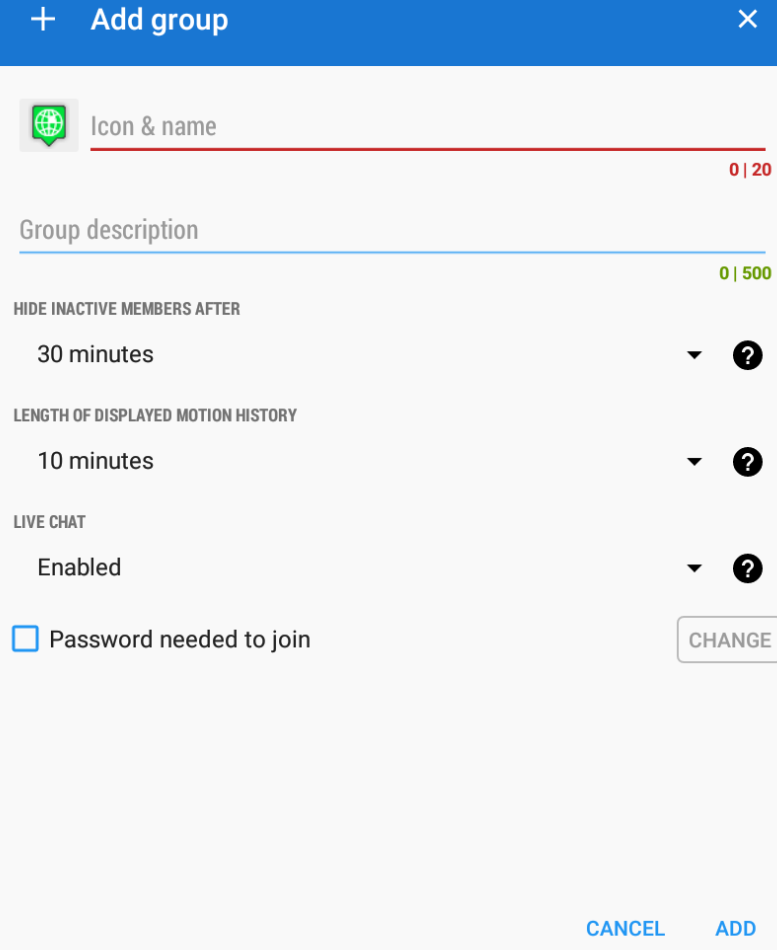 Add group
Icon & name
0 | 20
Group description
0 | 500
HIDE INACTIVE MEMBERS AFTER
30 minutes
LENGTH OF DISPLAYED MOTION HISTORY
10 minutes
LIVE CHAT
Enabled
Password needed to join CHANGE
CANCEL ADD